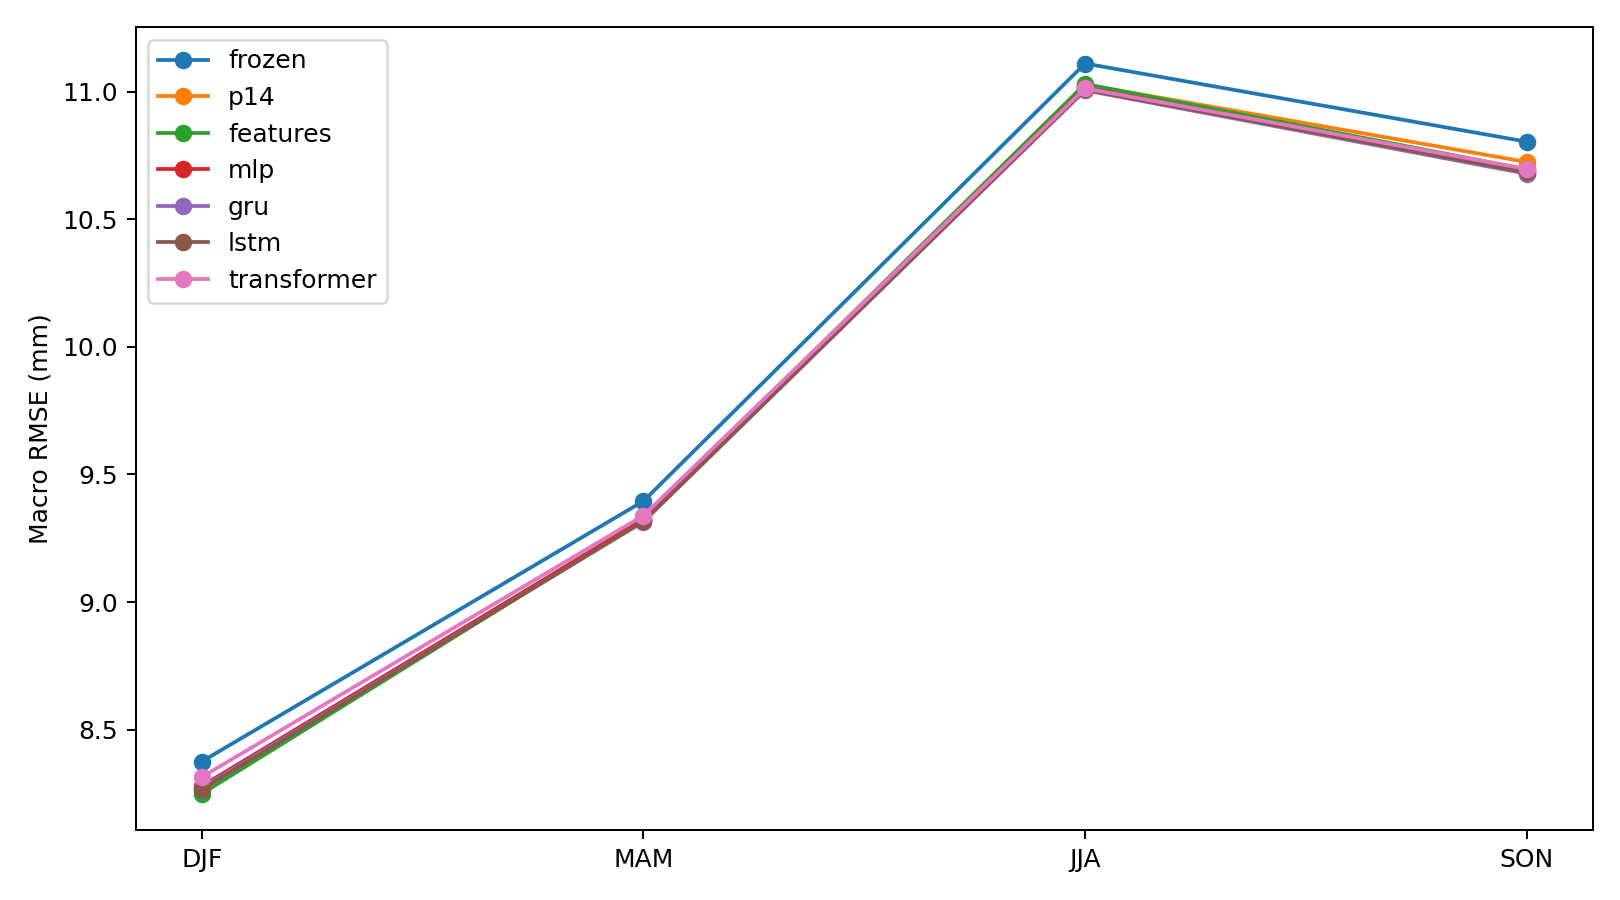 frozen
p14
features
mlp
gru
lstm
transformer
Macro RMSE (mm)
11.0
10.5
10.0
9.5
9.0
8.5
DJF MAM JJA SON